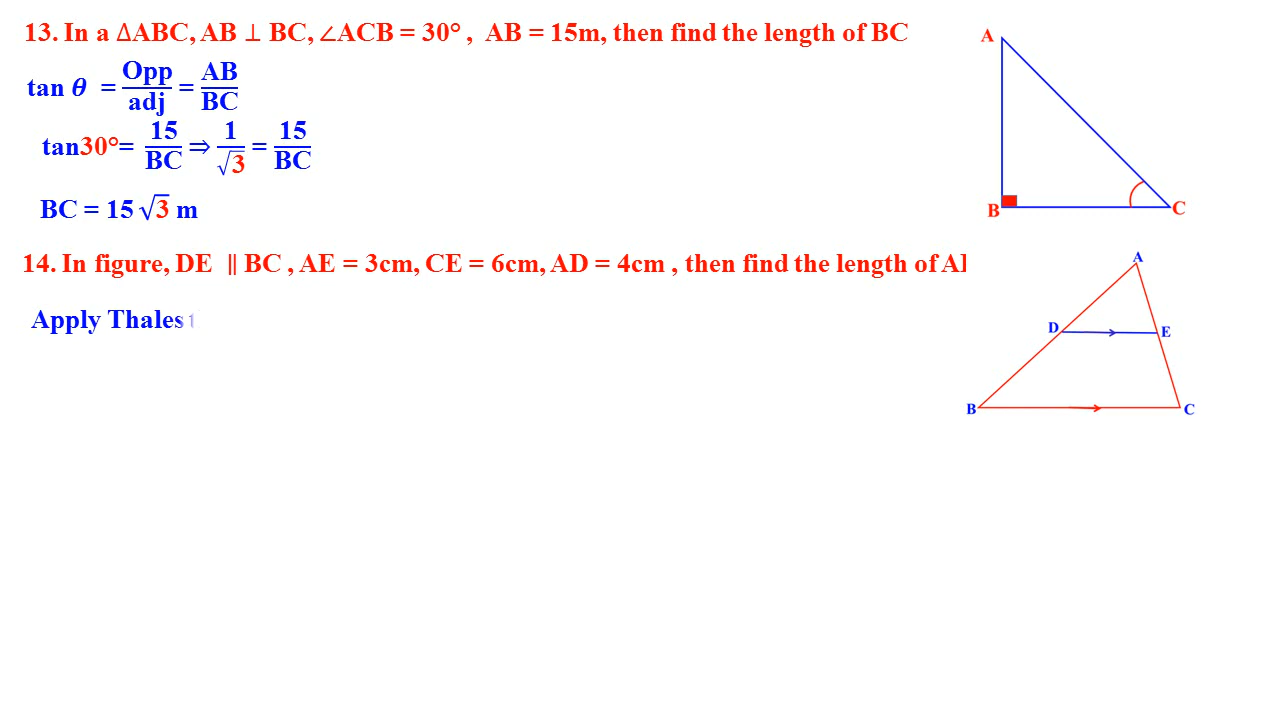 13. In a ∆ABC, AB ⊥ BC, ∠ACB = 30° , AB = 15m, then find the length of BC
tan θ = Opp/adj = AB/BC
tan30°= 15/BC ⇒ 1/√3 = 15/BC
BC = 15 √3 m
A
B
C
14. In figure, DE ∥ BC , AE = 3cm, CE = 6cm, AD = 4cm , then find the length of
Apply Thales
A
D
E
B
C